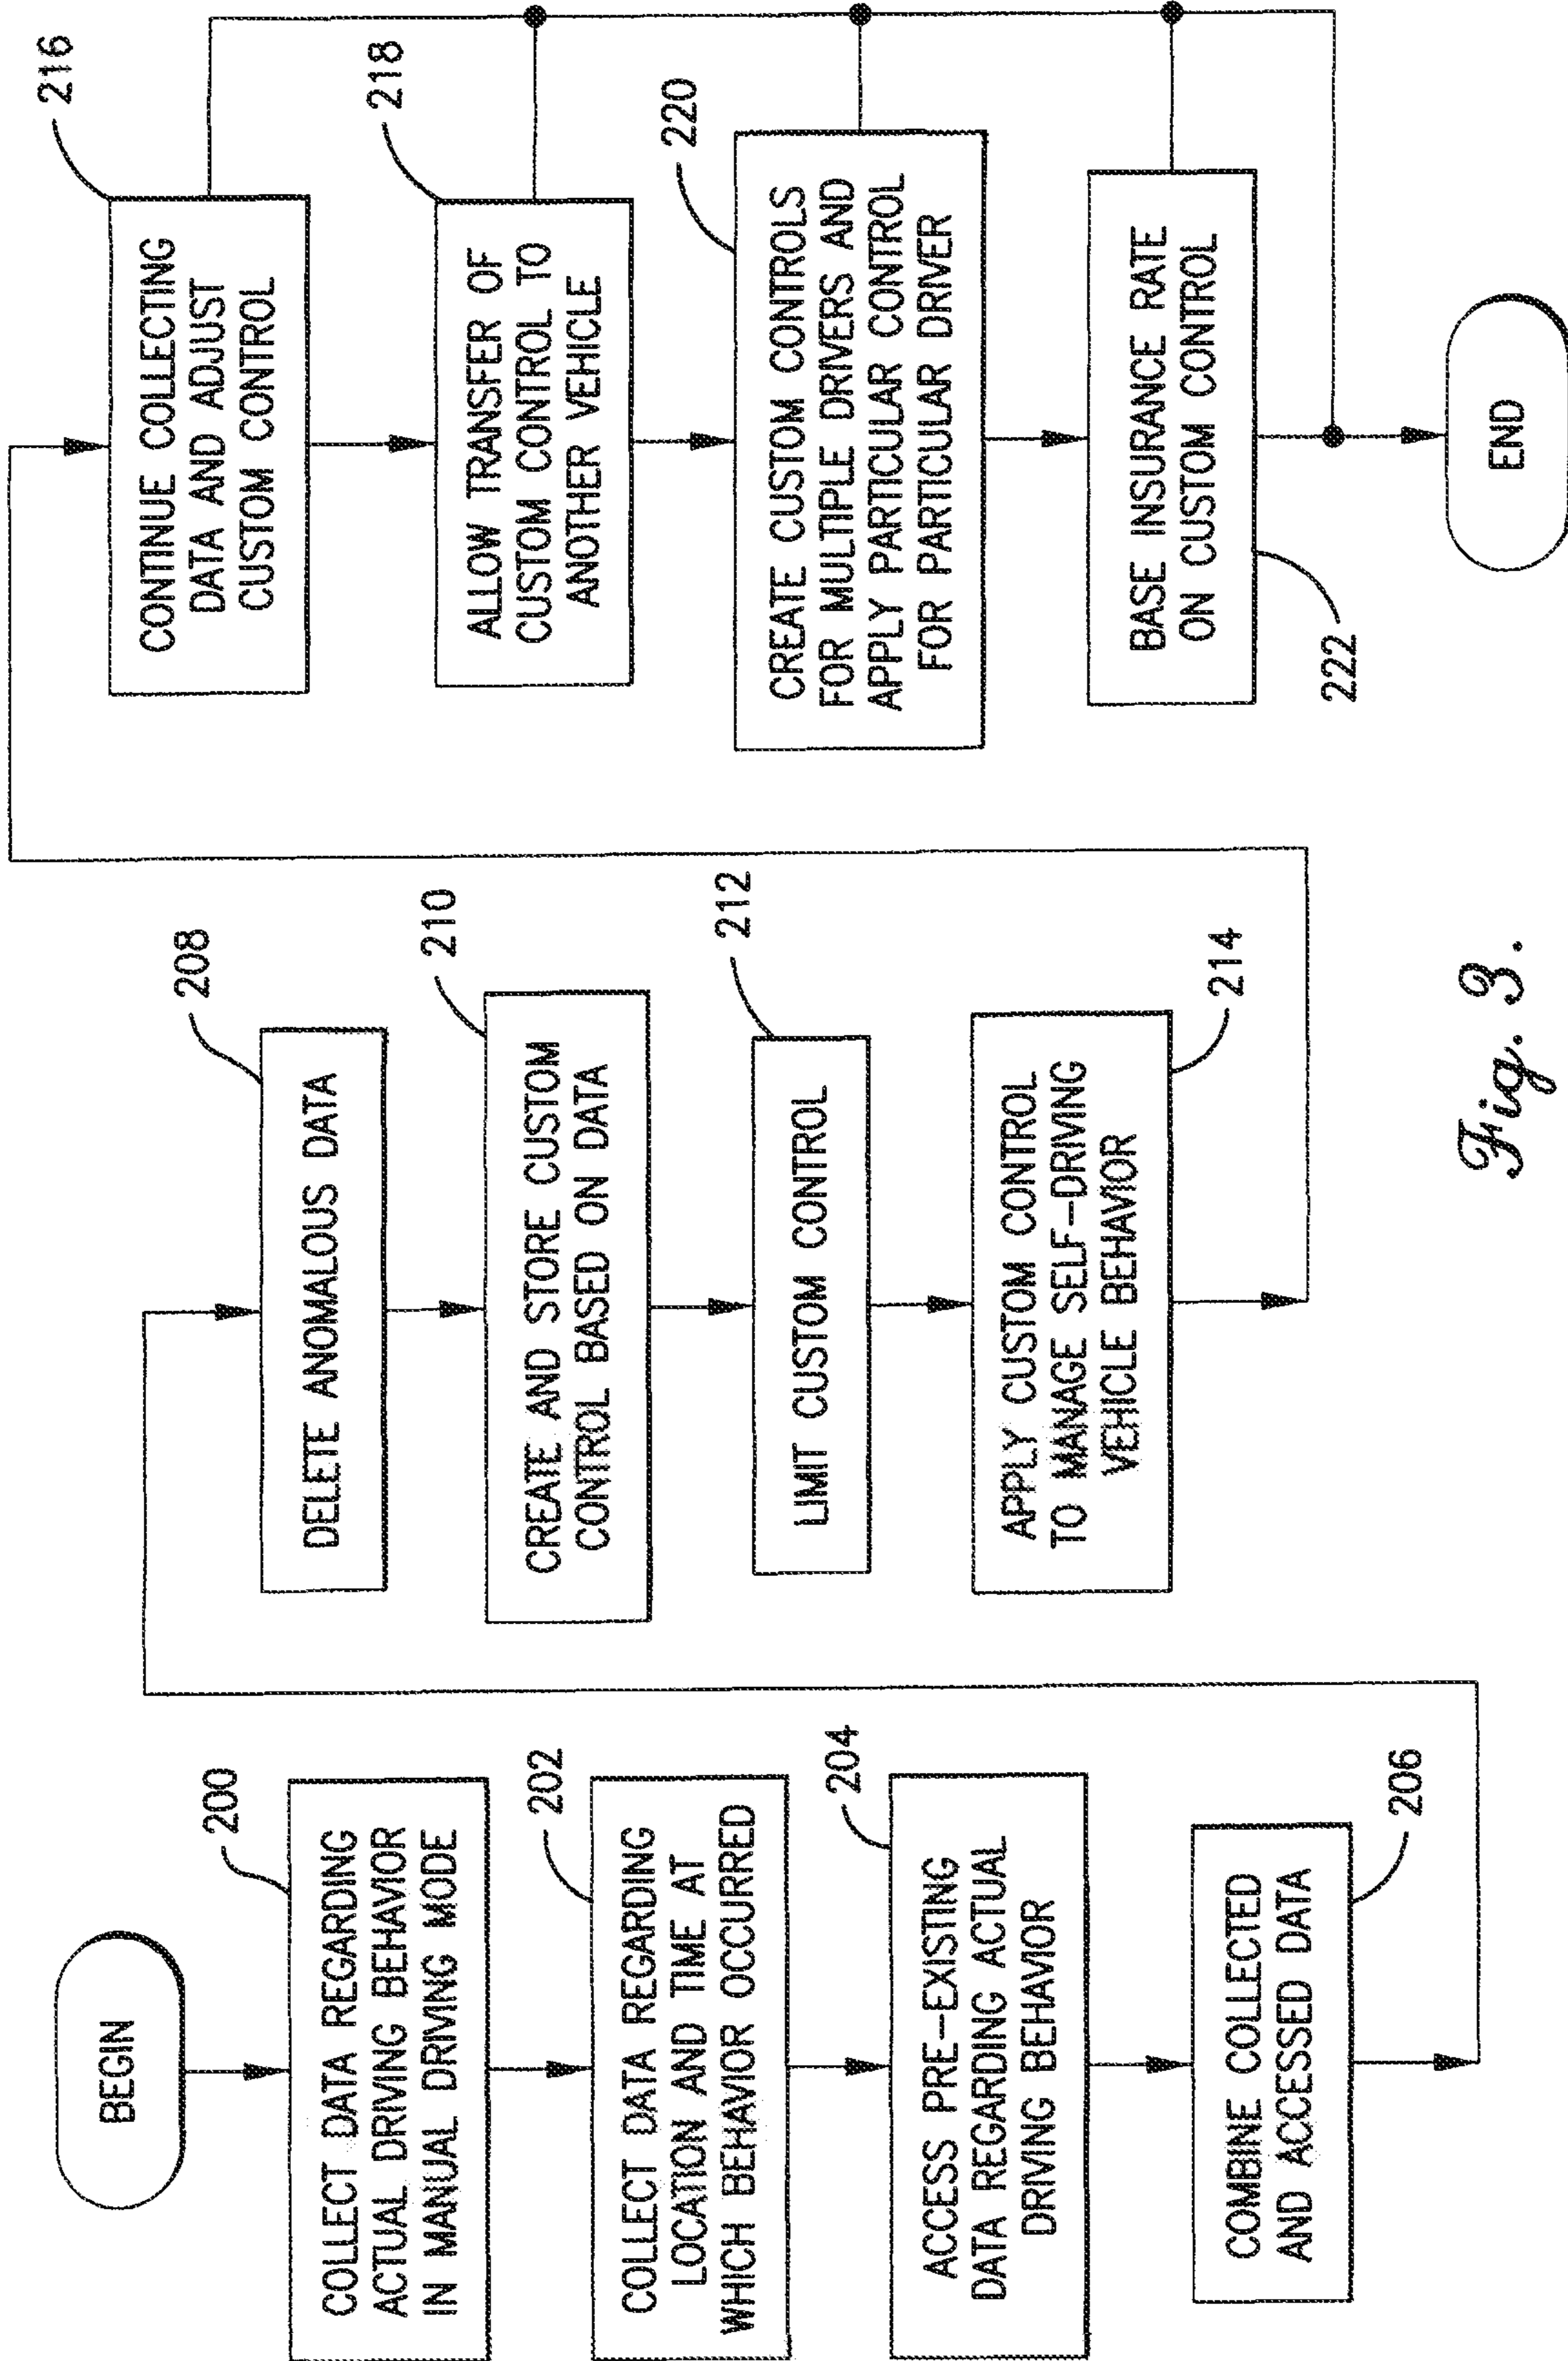 BEGIN
200
COLLECT DATA REGARDING
ACTUAL DRIVING BEHAVIOR
IN MANUAL DRIVING MODE
202
COLLECT DATA REGARDING
LOCATION AND TIME AT
WHICH BEHAVIOR OCCURRED
204
ACCESS PRE-EXISTING
DATA REGARDING ACTUAL
DRIVING BEHAVIOR
206
COMBINE COLLECTED
AND ACCESSED DATA
208
DELETE ANOMALOUS DATA
210
CREATE AND STORE CUSTOM
CONTROL BASED ON DATA
212
LIMIT CUSTOM CONTROL
214
APPLY CUSTOM CONTROL
TO MANAGE SELF-DRIVING
VEHICLE BEHAVIOR
216
CONTINUE COLLECTING
DATA AND ADJUST
CUSTOM CONTROL
218
ALLOW TRANSFER OF
CUSTOM CONTROL TO
ANOTHER VEHICLE
220
CREATE CUSTOM CONTROLS
FOR MULTIPLE DRIVERS AND
APPLY PARTICULAR CONTROL
FOR PARTICULAR DRIVER
BASE INSURANCE RATE
ON CUSTOM CONTROL
222
END
Fig. 3.